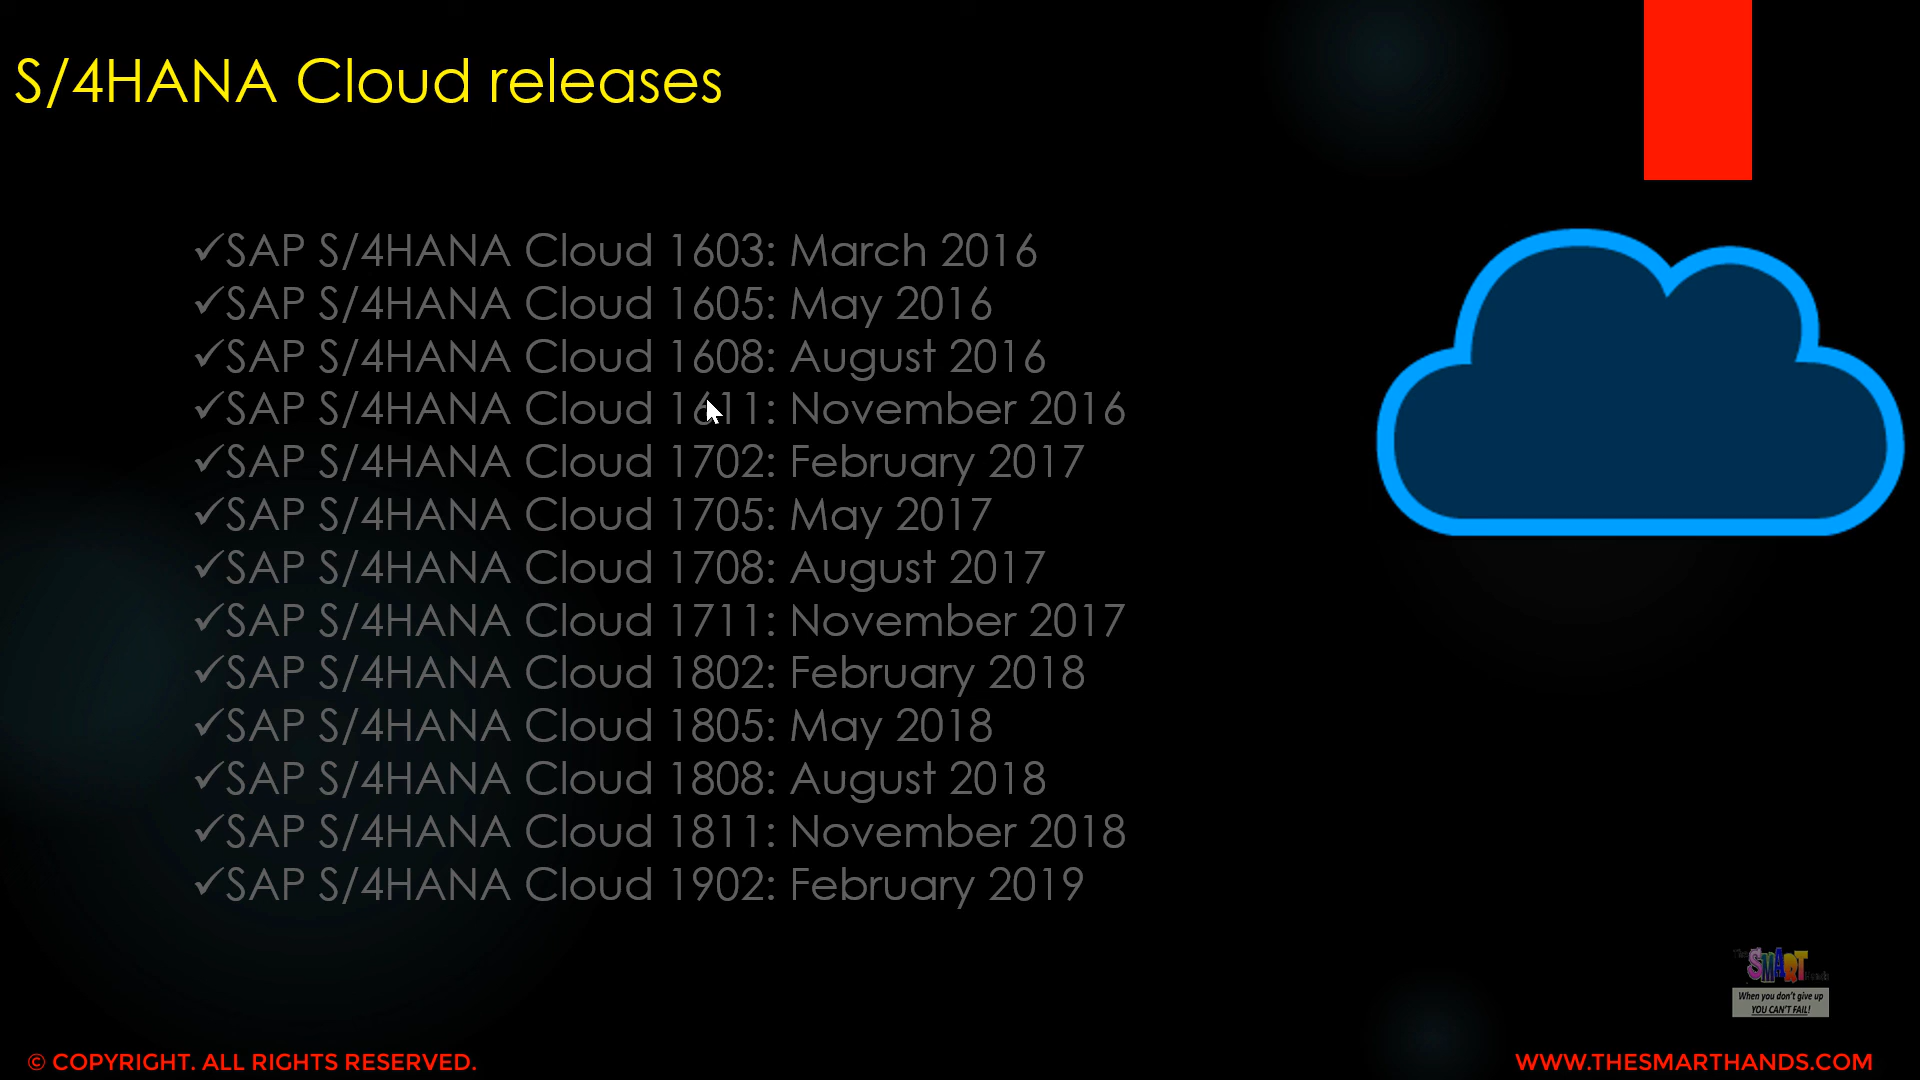 S/4HANA Cloud releases
✓SAP S/4HANA Cloud 1603: March 2016
✓SAP S/4HANA Cloud 1605: May 2016
✓SAP S/4HANA Cloud 1608: August 2016
✓SAP S/4HANA Cloud 1611: November 2016
✓SAP S/4HANA Cloud 1702: February 2017
✓SAP S/4HANA Cloud 1705: May 2017
✓SAP S/4HANA Cloud 1708: August 2017
✓SAP S/4HANA Cloud 1711: November 2017
✓SAP S/4HANA Cloud 1802: February 2018
✓SAP S/4HANA Cloud 1805: May 2018
✓SAP S/4HANA Cloud 1808: August 2018
✓SAP S/4HANA Cloud 1811: November 2018
✓SAP S/4HANA Cloud 1902: February 2019
SMART
When you don't give up
YOU CAN'T FAIL!
© COPYRIGHT. ALL RIGHTS RESERVED.
WWW.THESMARTHANDS.COM